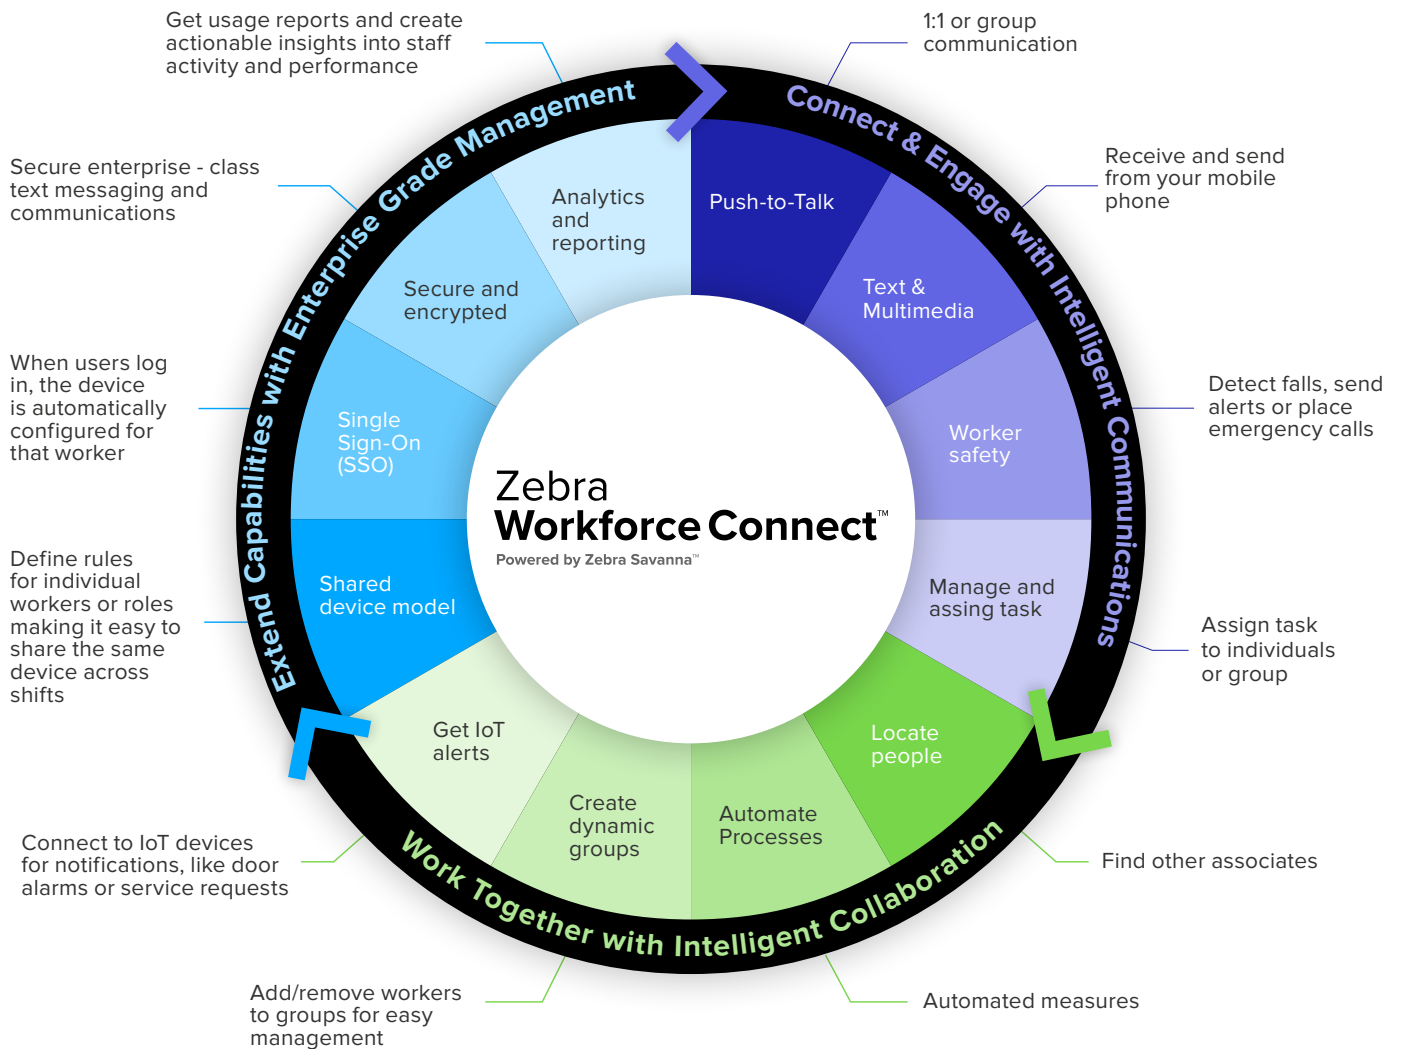 Get usage reports and create
actionable insights into staff
activity and performance
1:1 or group
communication
Extend Capabilities with Enterprise Grade Management
Connect & Engage with Intelligent Communications
Secure enterprise - class
text messaging and
communications
Receive and send
from your mobile
phone
Analytics
and
reporting
Push-to-Talk
Secure and
encrypted
Text &
Multimedia
When users log
in, the device
is automatically
configured for
that worker
Single
Sign-On
(SSO)
Worker
safety
Detect falls, send
alerts or place
emergency calls
Zebra
Workforce Connect™
Powered by Zebra Savanna™
Define rules
for individual
workers or roles
making it easy to
share the same
device across
shifts
Shared
device model
Manage and
assing task
Assign task
to individuals
or group
Get IoT
alerts
Locate
people
Create
dynamic
groups
Automate
Processes
Connect to IoT devices
for notifications, like door
alarms or service requests
Work Together with Intelligent Collaboration
Find other associates
Add/remove workers
to groups for easy
management
Automated measures